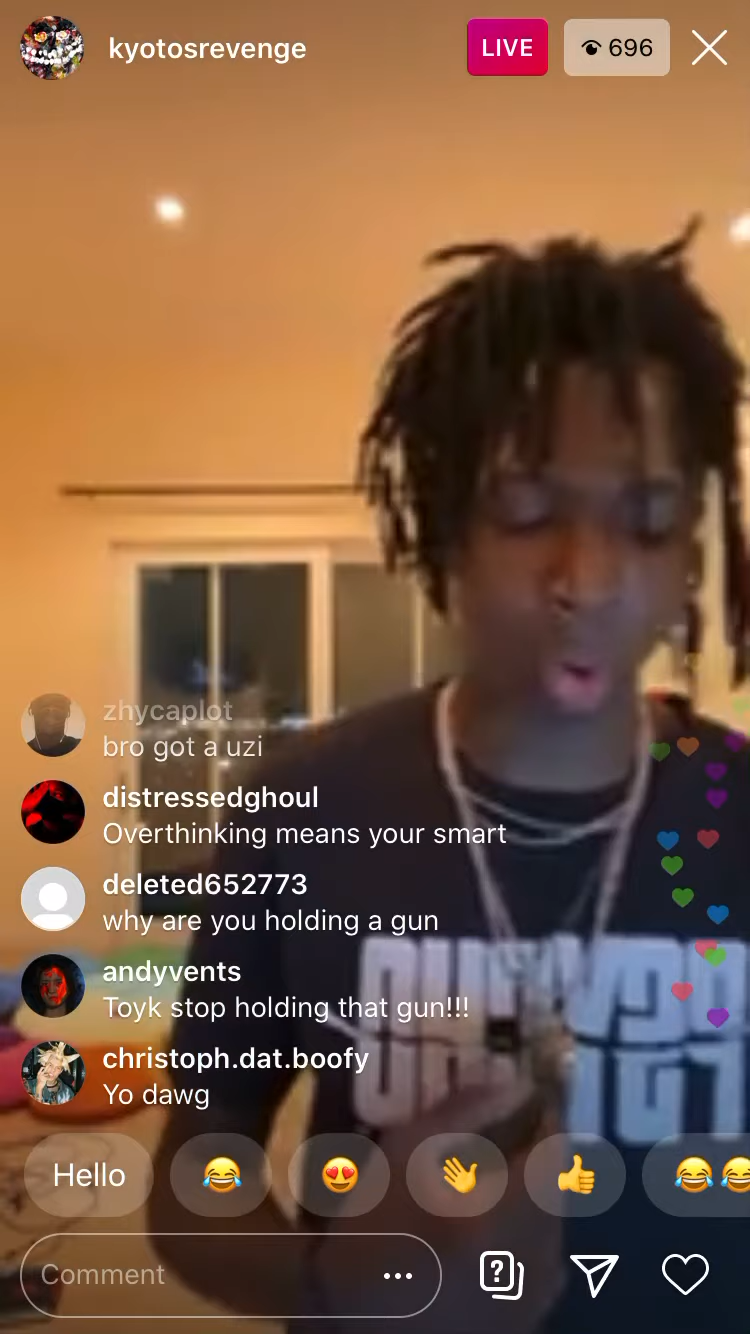 kyotosrevenge
LIVE
696
zhycaplot
bro got a uzi
distressedghoul
Overthinking means your smart
deleted652773
why are you holding a gun
andyvents
Toyk stop holding that gun!!!
christoph.dat.boofy
Yo dawg
Hello
Comment